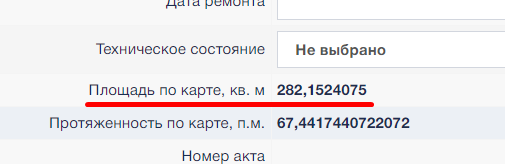 Дата ремонта
Техническое состояние Не выбрано
Площадь по карте, кв. м 282,1524075
Протяженность по карте, п.м. 67,4417440722072
Номер акта